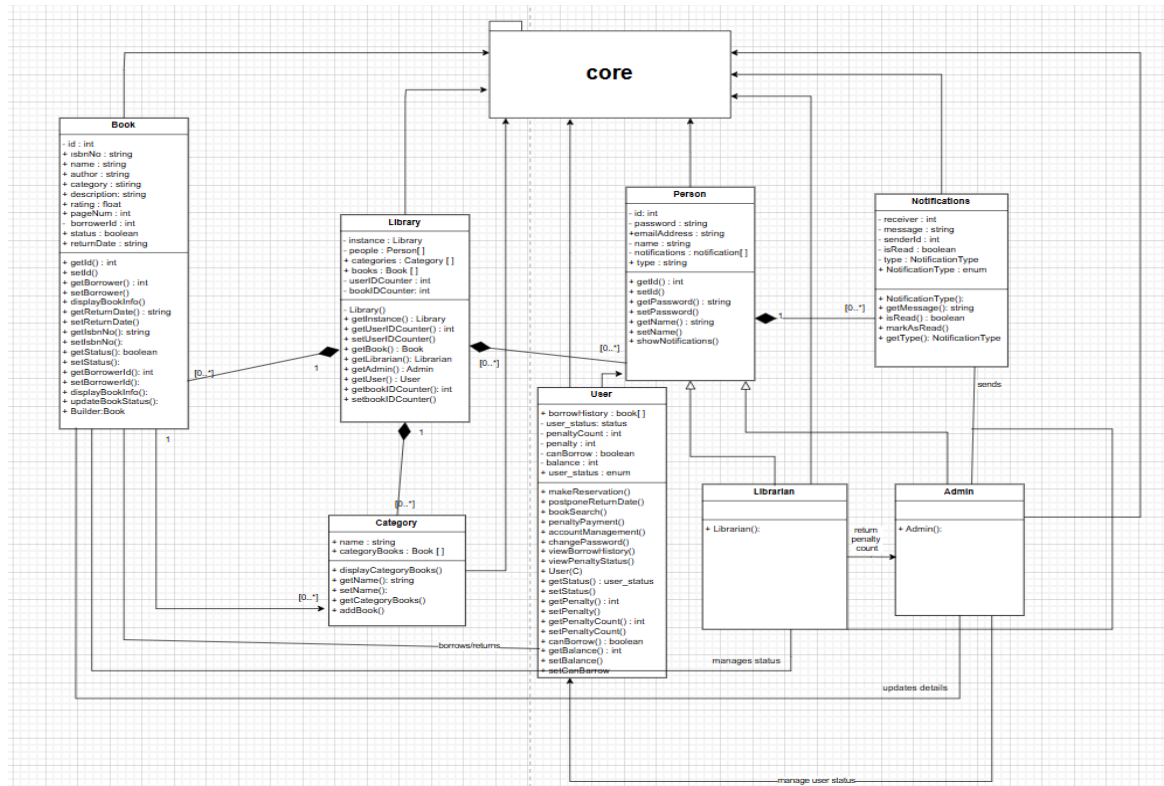 core
Book
- id : int
+ isbnNo : string
+ name : string
+ author : string
+ category : stiring
+ description: string
+ rating : float
+ pageNum : int
- borrowerId : int
+ status : boolean
+ returnDate : string
+ getId() : int
+ setId()
+ getBorrower() : int
+ setBorrower()
+ displayBookInfo()
+ getReturnDate() : string
+ setReturnDate()
+ getIsbnNo(): string
+ setIsbnNo():
+ getStatus(): boolean
+ setStatus():
+ getBorrowerId(): int
+ setBorrowerId():
+ displayBookInfo():
+ updateBookStatus():
+ Builder:Book
Library
- instance : Library
- people : Person[ ]
+ categories : Category [ ]
+ books : Book [ ]
- userIDCounter : int
- bookIDCounter: int
- Library()
+ getInstance() : Library
+ getUserIDCounter() : int
+ setUserIDCounter()
+ getBook() : Book
+ getLibrarian(): Librarian
+ getAdmin() : Admin
+ getUser() : User
+ getbookIDCounter(): int
+ setbookIDCounter()
Person
- id: int
- password : string
+emailAddress : string
- name : string
- notifications : notification[ ]
+ type : string
+ getId() : int
+ setId()
+ getPassword() : string
+ setPassword()
+ getName() : string
+ setName()
+ showNotifications()
Notifications
- receiver : int
- message : string
- senderId : int
- isRead : boolean
- type : NotificationType
+ NotificationType : enum
+ NotificationType():
+ getMessage(): string
+ isRead() : boolean
+ markAsRead()
+ getType(): NotificationType
[0..*]
1
[0..*]
1
[0..*]
[0..*]
1
[0..*]
1
[0..*]
1
sends
User
+ borrowHistory : book[ ]
- user_status: status
- penaltyCount : int
- penalty : int
- canBorrow : boolean
- balance : int
+ user_status : enum
+ makeReservation()
+ postponeReturnDate()
+ bookSearch()
+ penaltyPayment()
+ accountManagement()
+ changePassword()
+ viewBorrowHistory()
+ viewPenaltyStatus()
+ User(C)
+ getStatus() : user_status
+ setStatus()
+ getPenalty() : int
+ setPenalty()
+ getPenaltyCount() : int
+ setPenaltyCount()
+ canBorrow() : boolean
+ getBalance() : int
+ setBalance()
+ setCanBarrow
Category
+ name : string
+ categoryBooks : Book [ ]
+ displayCategoryBooks()
+ getName(): string
+ setName():
+ getCategoryBooks()
+ addBook()
Librarian
+ Librarian():
return
penalty
count
Admin
+ Admin():
borrows/returns
manages status
updates details
manage user status